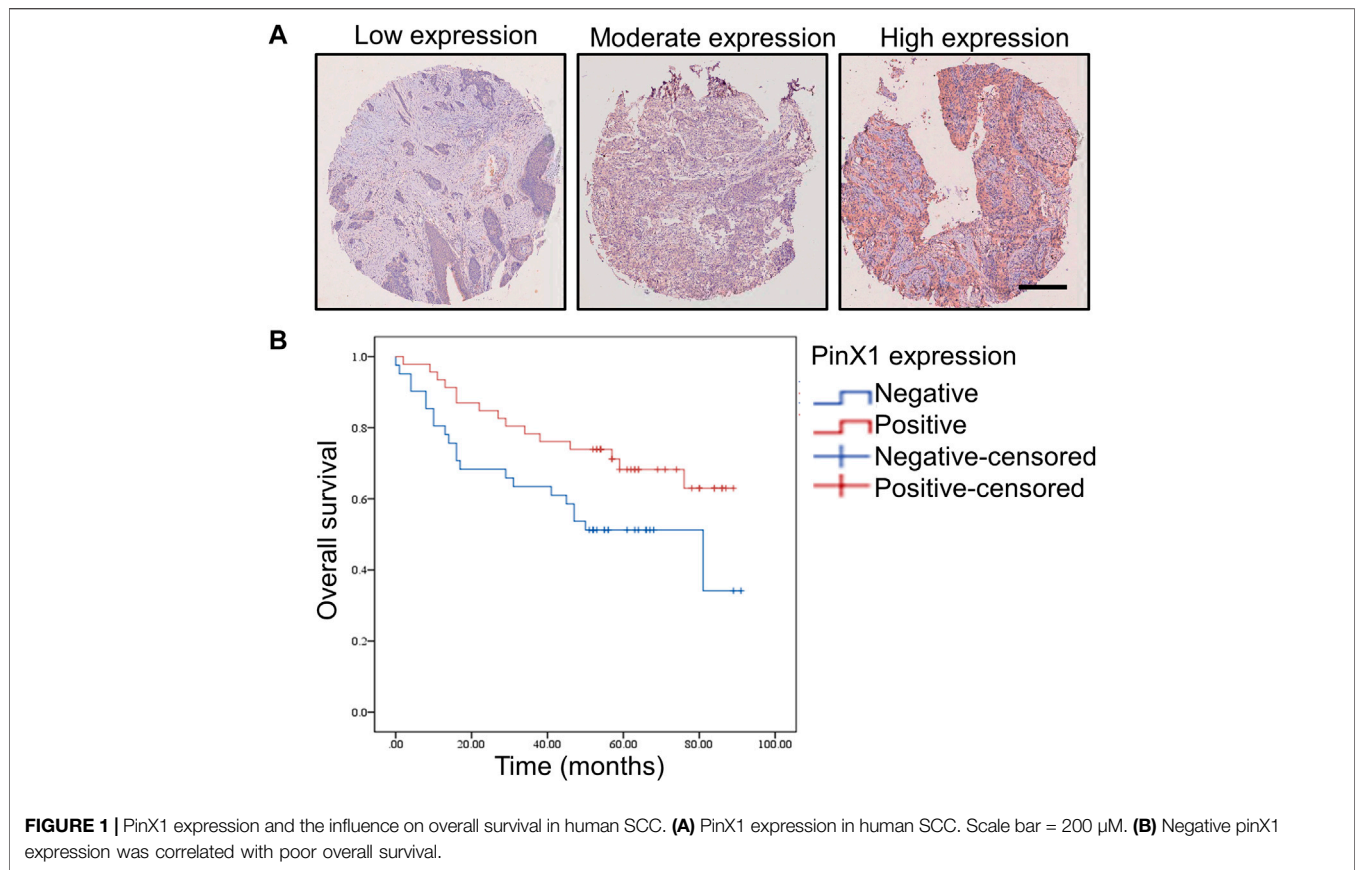 A
Low expression
Moderate expression
High expression
B
1.0
0.8
0.6
0.4
0.2
0.0
Overall survival
.00 20.00 40.00 60.00 80.00 100.00
Time (months)
PinX1 expression
Negative
Positive
Negative-censored
Positive-censored
FIGURE 1 | PinX1 expression and the influence on overall survival in human SCC. (A) PinX1 expression in human SCC. Scale bar = 200 μM. (B) Negative pinX1
expression was correlated with poor overall survival.